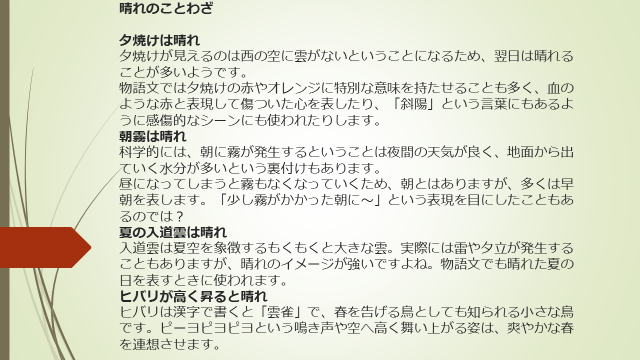 晴れのことわざ
夕焼けは晴れ
夕焼けが見えるのは西の空に雲がないということになるため、翌日は晴れる
ことが多いようです。
物語文では夕焼けの赤やオレンジに特別な意味を持たせることも多く、血の
ような赤と表現して傷ついた心を表したり、「斜陽」という言葉にもあるよ
うに感傷的なシーンにも使われたりします。
朝霧は晴れ
科学的には、朝に霧が発生するということは夜間の天気が良く、地面から出
ていく水分が多いという裏付けもあります。
昼になってしまうと霧もなくなっていくため、朝とはありますが、多くは早
朝を表します。「少し霧がかかった朝に～」という表現を目にしたこともあ
るのでは？
夏の入道雲は晴れ
入道雲は夏空を象徴するもくもくと大きな雲。実際には雷や夕立が発生する
こともありますが、晴れのイメージが強いですよね。物語文でも晴れた夏の
日を表すときに使われます。
ヒバリが高く昇ると晴れ
ヒバリは漢字で書くと「雲雀」で、春を告げる鳥としても知られる小さな鳥
です。ピーヨピヨピヨという鳴き声や空へ高く舞い上がる姿は、爽やかな春
を連想させます。